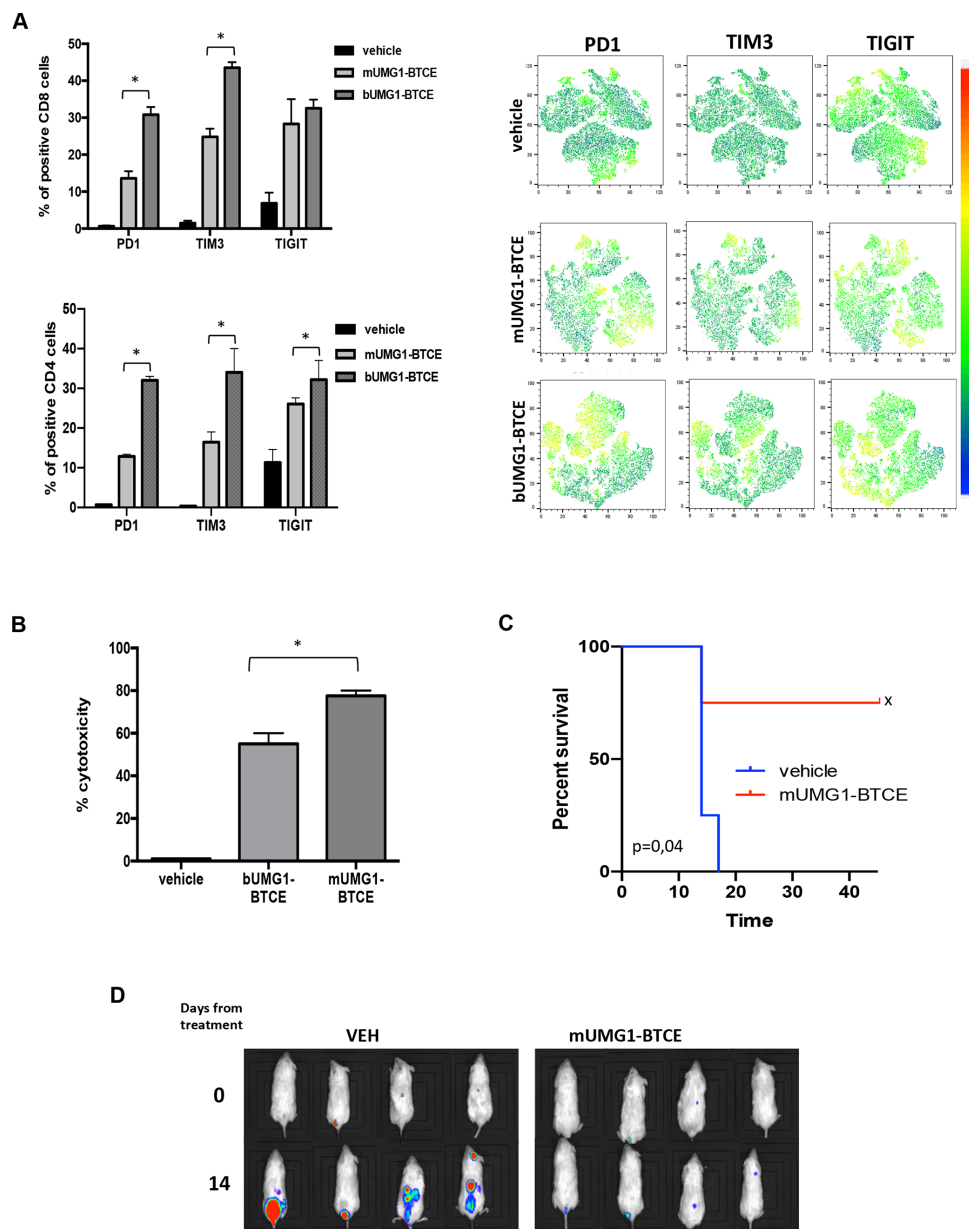 A
% of positive CD8 cells
50
40
30
20
10
0
PD1
TIM3
TIGIT
*
*
vehicle
mUMG1-BTCE
bUMG1-BTCE
% of positive CD4 cells
50
40
30
20
10
0
PD1
TIM3
TIGIT
*
*
*
vehicle
mUMG1-BTCE
bUMG1-BTCE
PD1
TIM3
TIGIT
vehicle
mUMG1-BTCE
bUMG1-BTCE
B
% cytotoxicity
100
80
60
40
20
0
*
vehicle
bUMG1-
BTCE
mUMG1-
BTCE
C
Percent survival
100
50
0
x
vehicle
mUMG1-BTCE
p=0,04
0
10
20
30
40
Time
D
Days from
treatment
VEH
mUMG1-BTCE
0
14